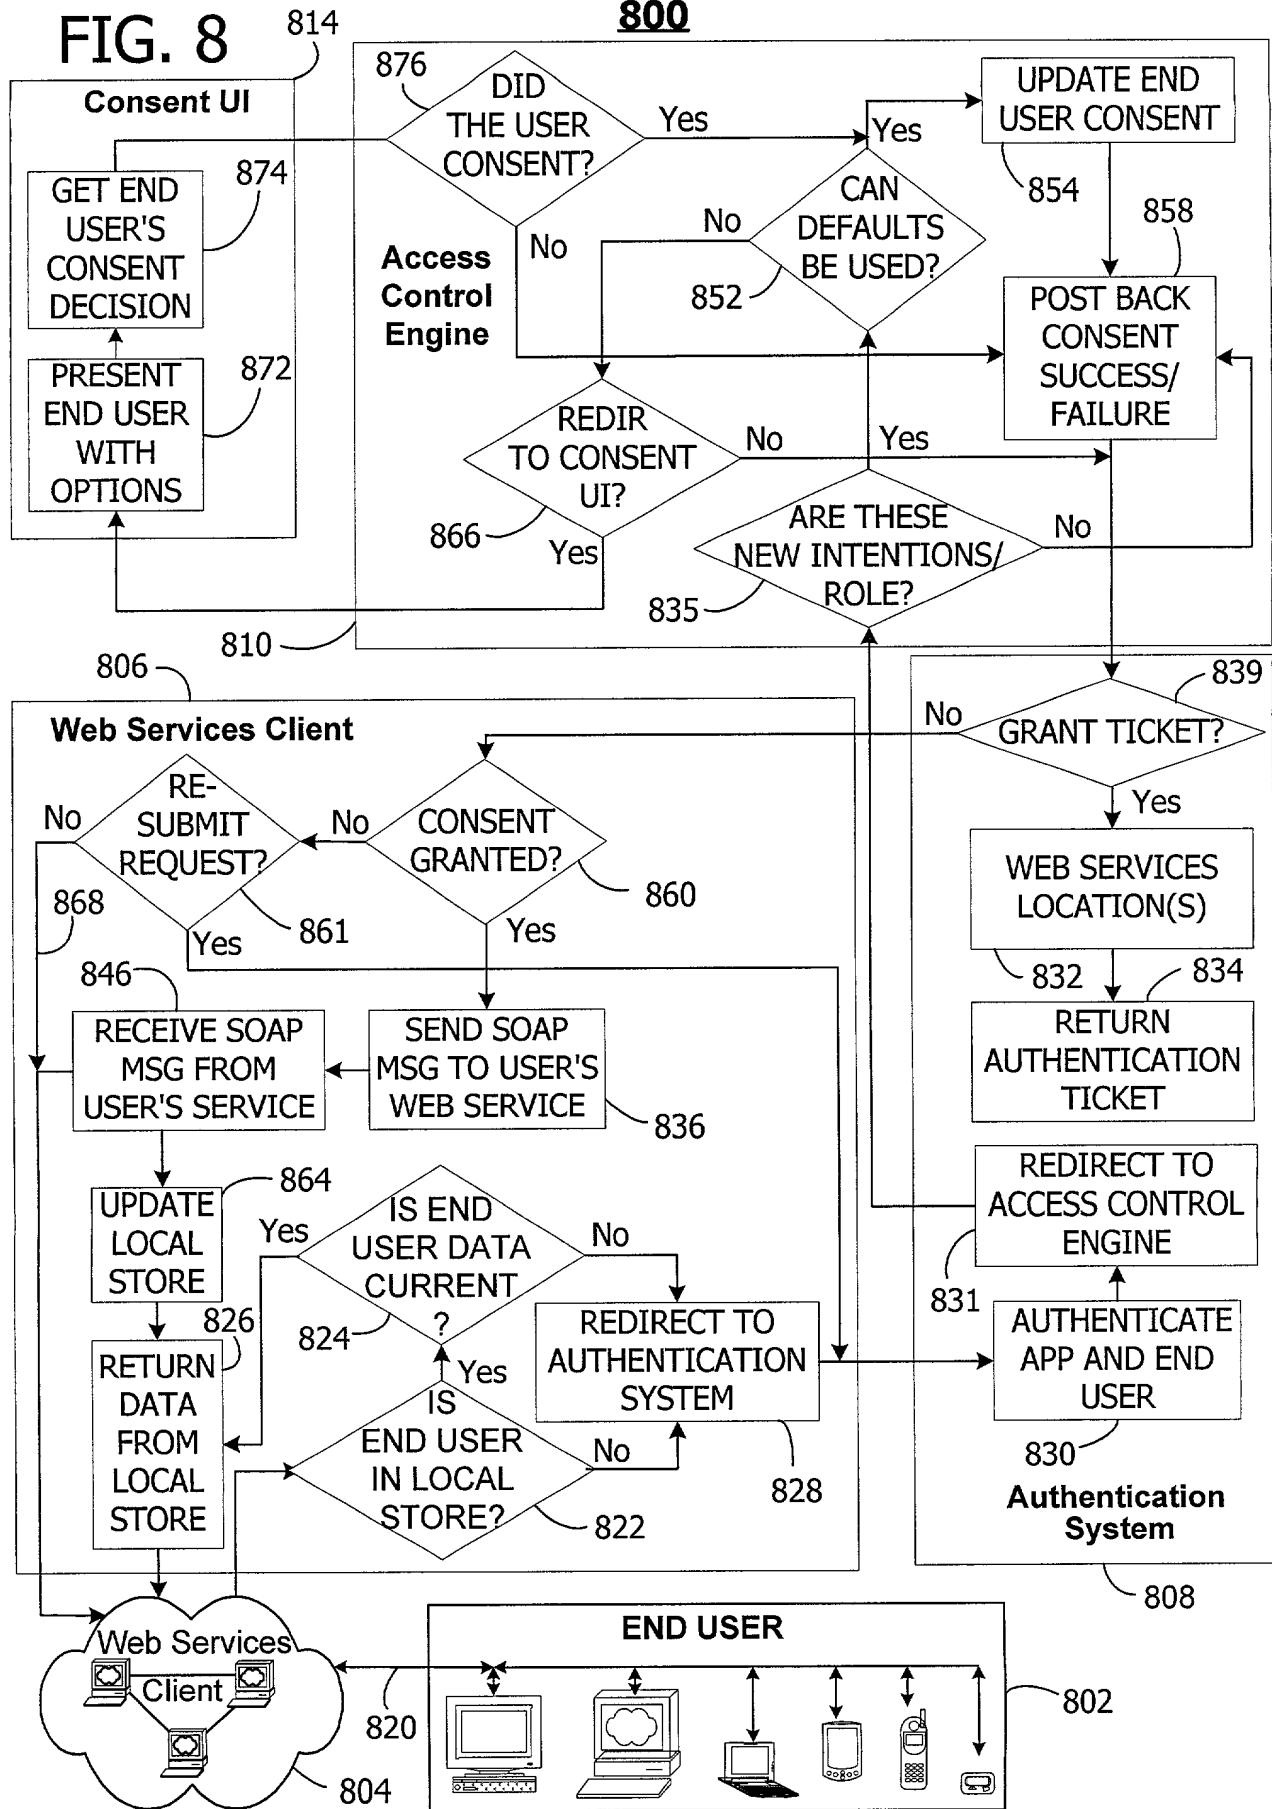 FIG. 8
814
800
Consent UI
GET END
USER'S
CONSENT
DECISION
874
PRESENT
END USER
WITH
OPTIONS
872
876
DID
THE USER
CONSENT?
Yes
No
Access
Control
Engine
Yes
UPDATE END
USER CONSENT
854
CAN
DEFAULTS
BE USED?
No
852
858
POST BACK
CONSENT
SUCCESS/
FAILURE
REDIR
TO CONSENT
UI?
No
866
Yes
Yes
ARE THESE
NEW INTENTIONS/
ROLE?
No
835
810
806
Web Services Client
839
GRANT TICKET?
No
Yes
RE-
SUBMIT
REQUEST?
No
861
Yes
868
CONSENT
GRANTED?
No
860
Yes
WEB SERVICES
LOCATION(S)
832
834
RETURN
AUTHENTICATION
TICKET
846
RECEIVE SOAP
MSG FROM
USER'S SERVICE
SEND SOAP
MSG TO USER'S
WEB SERVICE
836
REDIRECT TO
ACCESS CONTROL
ENGINE
831
UPDATE
LOCAL
STORE
864
IS END
USER DATA
CURRENT
?
Yes
No
824
826
RETURN
DATA
FROM
LOCAL
STORE
Yes
REDIRECT TO
AUTHENTICATION
SYSTEM
828
AUTHENTICATE
APP AND END
USER
830
IS
END USER
IN LOCAL
STORE?
No
822
Authentication
System
808
Web Services
Client
804
820
END USER
802